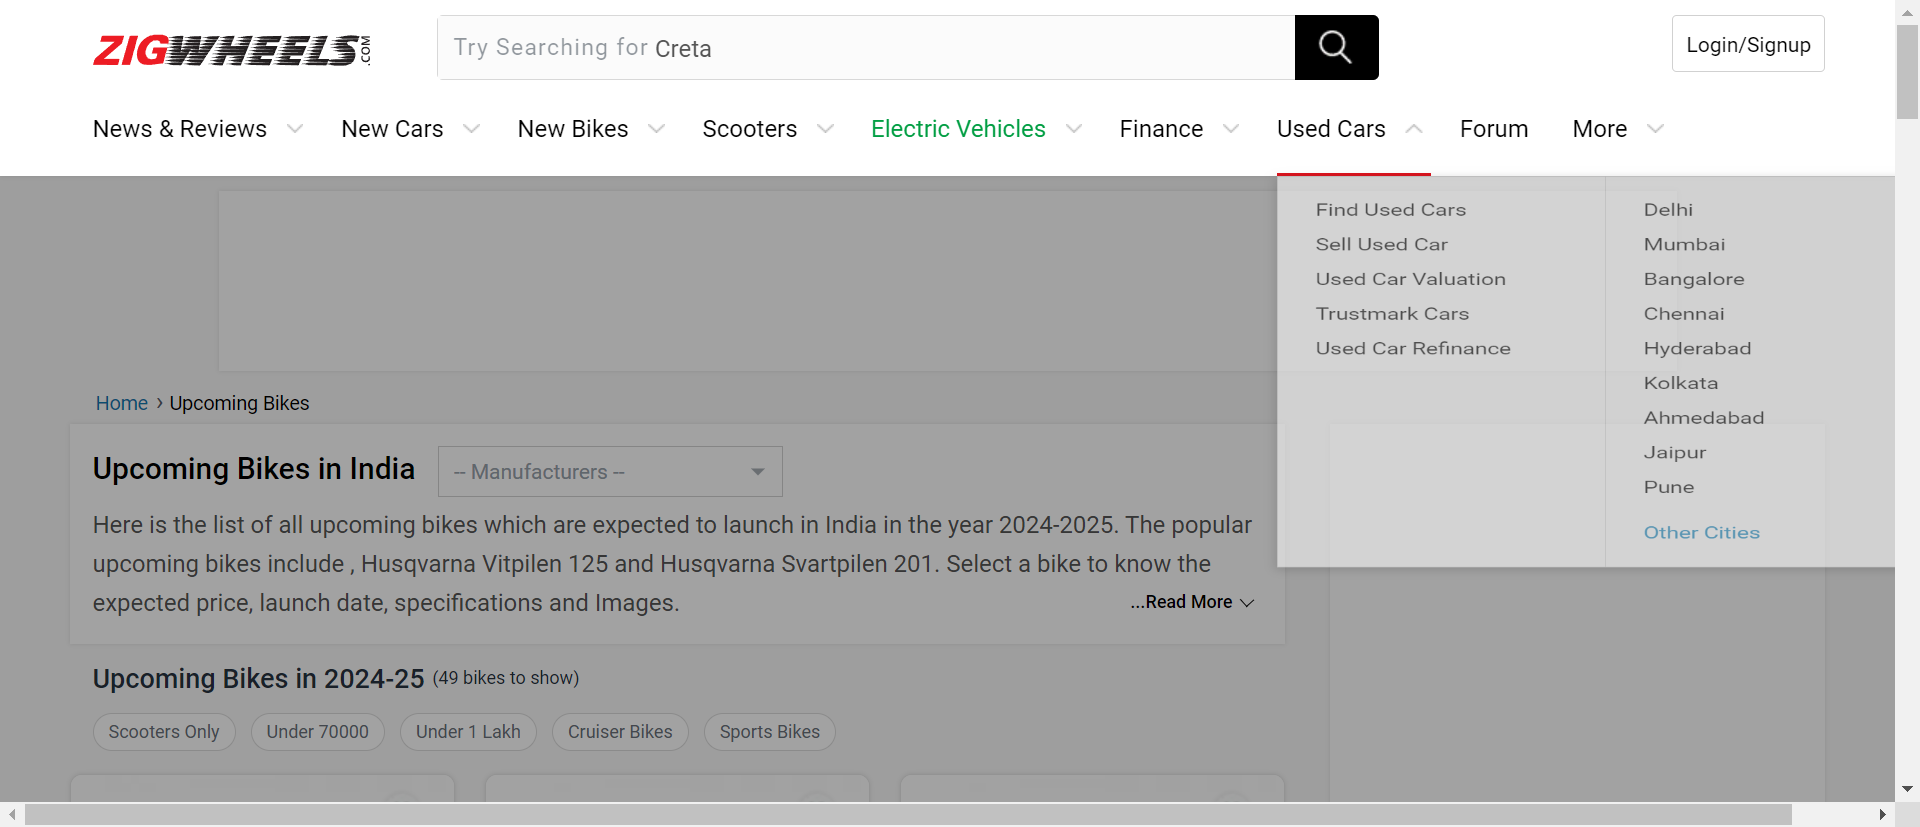 ZIGWHEELS.COM
Try Searching for Creta
Login/Signup
News & Reviews
New Cars
New Bikes
Scooters
Electric Vehicles
Finance
Used Cars
Forum
More
Find Used Cars
Sell Used Car
Used Car Valuation
Trustmark Cars
Used Car Refinance
Delhi
Mumbai
Bangalore
Chennai
Hyderabad
Kolkata
Ahmedabad
Jaipur
Pune
Other Cities
Home › Upcoming Bikes
Upcoming Bikes in India
-- Manufacturers --
Here is the list of all upcoming bikes which are expected to launch in India in the year 2024-2025. The popular
upcoming bikes include , Husqvarna Vitpilen 125 and Husqvarna Svartpilen 201. Select a bike to know the
expected price, launch date, specifications and Images.
...Read More
Upcoming Bikes in 2024-25 (49 bikes to show)
Scooters Only
Under 70000
Under 1 Lakh
Cruiser Bikes
Sports Bikes